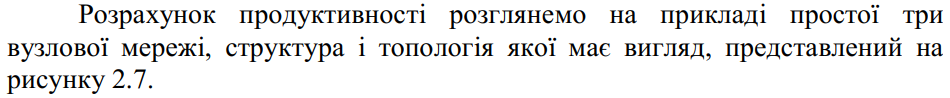 Розрахунок продуктивності розглянемо на прикладі простої три
вузлової мережі, структура і топологія якої має вигляд, представлений на
рисунку 2.7.